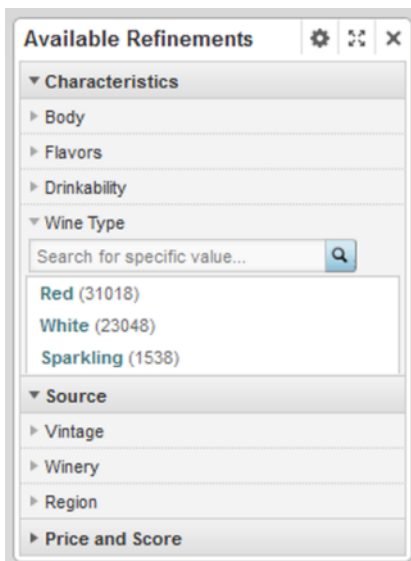 Available Refinements
Characteristics
Body
Flavors
Drinkability
Wine Type
Search for specific value...
Red (31018)
White (23048)
Sparkling (1538)
Source
Vintage
Winery
Region
Price and Score